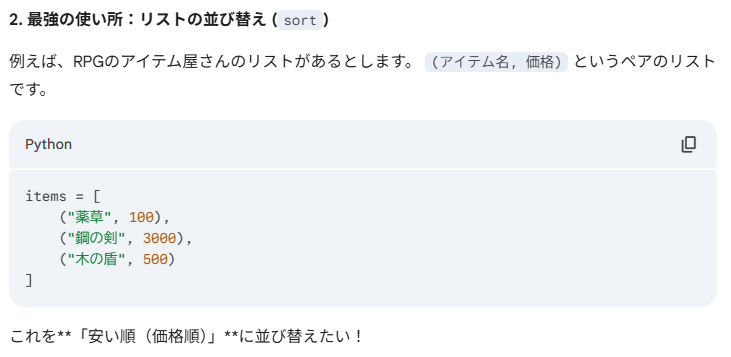 2. 最強の使い所：リストの並び替え ( sort )
例えば、RPGのアイテム屋さんのリストがあるとします。 (アイテム名, 価格) というペアのリスト
です。
Python
items = [
    ("薬草", 100),
    ("鋼の剣", 3000),
    ("木の盾", 500)
]
これを**「安い順（価格順）」**に並び替えたい！